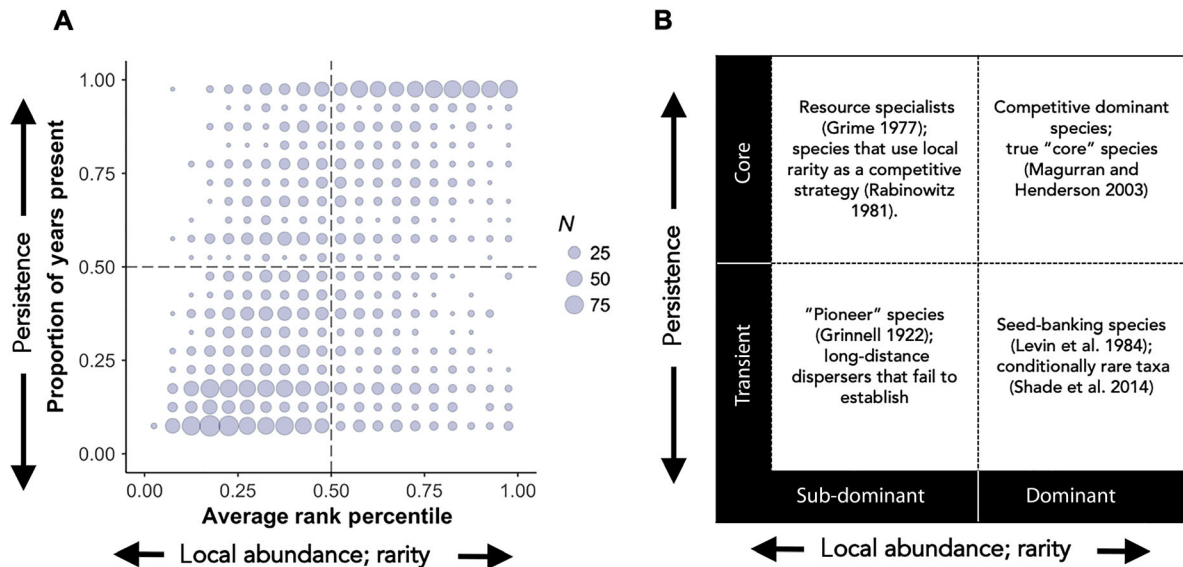 A
Persistence
Proportion of years present
1.00
0.75
0.50
0.25
0.00
0.00
0.25
0.50
0.75
1.00
Average rank percentile
Local abundance; rarity
N
25
50
75
B
Persistence
Core
Transient
Resource specialists
(Grime 1977);
species that use local
rarity as a competitive
strategy (Rabinowitz
1981).
Competitive dominant
species;
true "core" species
(Magurran and
Henderson 2003)
"Pioneer" species
(Grinnell 1922);
long-distance
dispersers that fail to
establish
Seed-banking species
(Levin et al. 1984);
conditionally rare taxa
(Shade et al. 2014)
Sub-dominant
Dominant
Local abundance; rarity